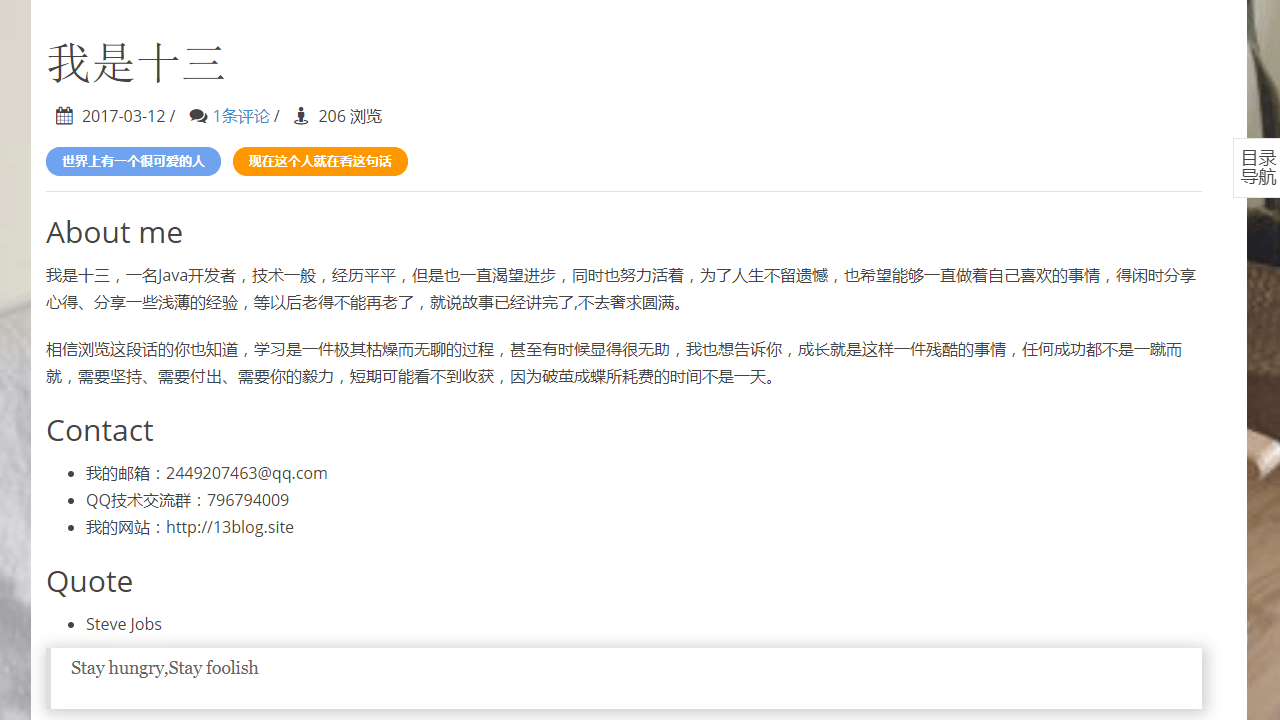 我是十三
2017-03-12 / 1条评论 / 206 浏览
世界上有一个很可爱的人 现在这个人就在看这句话
目录
导航
About me
我是十三，一名Java开发者，技术一般，经历平平，但是也一直渴望进步，同时也努力活着，为了人生不留遗憾，也希望能够一直做着自己喜欢的事情，得闲时分享
心得、分享一些浅薄的经验，等以后老得不能再老了，就说故事已经讲完了,不去奢求圆满。
相信浏览这段话的你也知道，学习是一件极其枯燥而无聊的过程，甚至有时候显得很无助，我也想告诉你，成长就是这样一件残酷的事情，任何成功都不是一蹴而
就，需要坚持、需要付出、需要你的毅力，短期可能看不到收获，因为破茧成蝶所耗费的时间不是一天。
Contact
我的邮箱：2449207463@qq.com
QQ技术交流群：796794009
我的网站：http://13blog.site
Quote
Steve Jobs
Stay hungry,Stay foolish